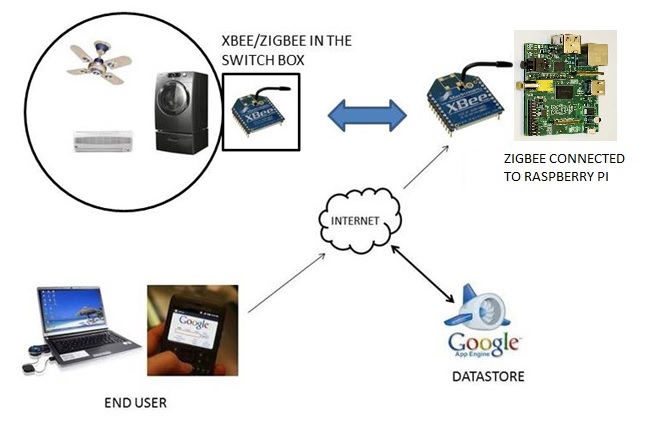 XBEE/ZIGBEE IN THE
SWITCH BOX
XBee
XBee
ZIGBEE CONNECTED
TO RASPBERRY PI
INTERNET
Google
Google
App Engine
DATASTORE
END USER